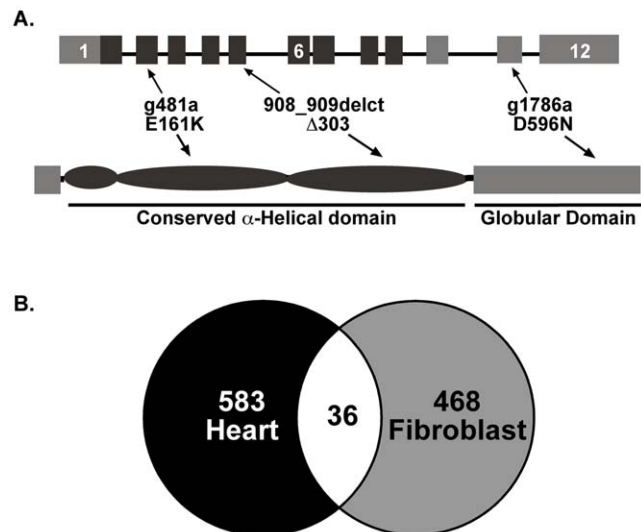 A.
1 6 12
g481a 908_909delct g1786a
E161K Δ303 D596N
Conserved α-Helical domain Globular Domain
B.
583 36 468
Heart Fibroblast